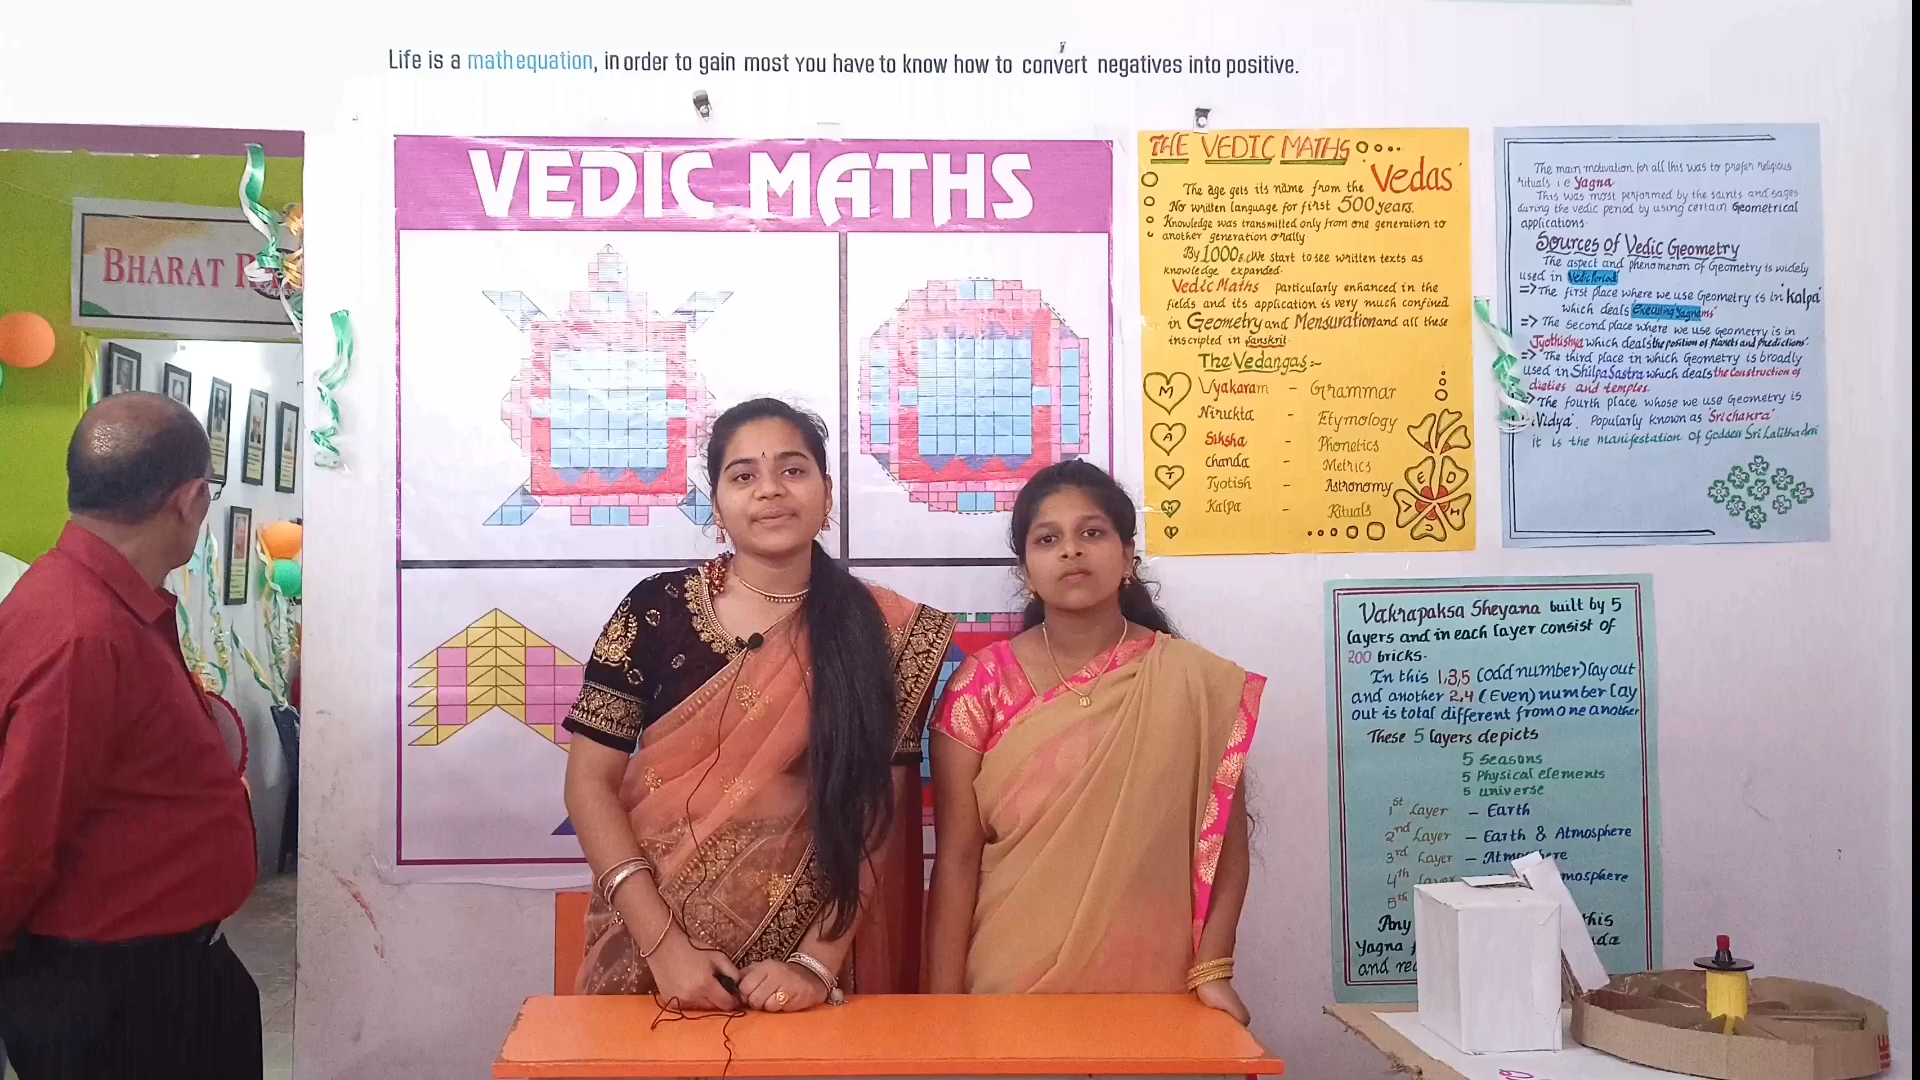 Life is a math equation, in order to gain most you have to know how to convert negatives into positive.
BHARAT
VEDIC MATHS
THE VEDIC MATHS
Vedas
The age gets its name from the
No written language for first 500 years.
Knowledge was transmitted only from one generation to
another generation orally
By 1000s, We start to see written texts as
knowledge expanded.
Vedic Maths particularly enhanced in the
fields and its application is very much confined
in Geometry and Mensuration and all these
inscripted in Sanskrit.
The Vedangas:-
Vyakaram - Grammar
Nirukta - Etymology
Siksha - Phonetics
Chanda - Metrics
Jyotish - Astronomy
Kalpa - Rituals
M
A
T
H
The main motivation for all this was to prefer religious
rituals i e Yagna
This was most performed by the saints and sages
during the vedic period by using certain Geometrical
applications.
Sources of Vedic Geometry
The aspect and phenomenon of Geometry is widely
used in Vedic Period
=> The first place where we use Geometry is in 'Kalpa'
which deals Executing Yagnams'
=> The second place where we use Geometry is in
Jyothishya which deals the position of planets and predictions'.
=> The third place in which Geometry is broadly
used in Shilpa Sastra which deals the construction of
dieties and temples.
=> The fourth place whose we use Geometry is
'Vidya'. Popularly known as 'Srichakra'.
it is the manifestation of Goddess Sri Lalitha devi
Vakrapaksa Sheyana built by 5
layers and in each layer consist of
200 bricks.
In this 1,3,5 (odd number) lay out
and another 2,4 (Even) number lay
out is total different from one another
These 5 layers depicts
5 Seasons
5 Physical elements
5 universe
1st Layer - Earth
2nd Layer - Earth & Atmosphere
3rd Layer - Atmosphere
4th Layer mosphere
5th
Any this
Yagna
and